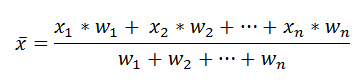 x̄ = (x₁ * w₁ + x₂ * w₂ + ⋯ + xₙ * wₙ) / (w₁ + w₂ + ⋯ + wₙ)